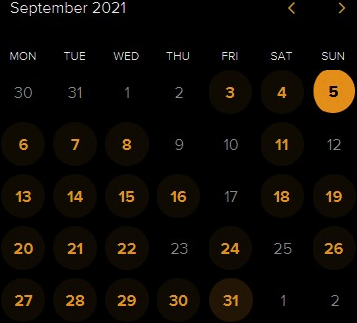 September 2021
MON TUE WED THU FRI SAT SUN
30 31 1 2 3 4 5
6 7 8 9 10 11 12
13 14 15 16 17 18 19
20 21 22 23 24 25 26
27 28 29 30 31 1 2